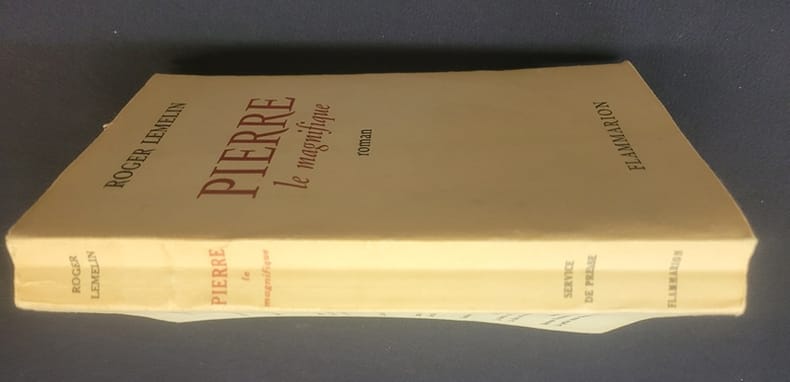 ROGER LEMELIN
PIERRE
le magnifique
roman
FLAMMARION
ROGER
LEMELIN
PIERRE
le
magnifique
SERVICE
DE PRESSE
FLAMMARION